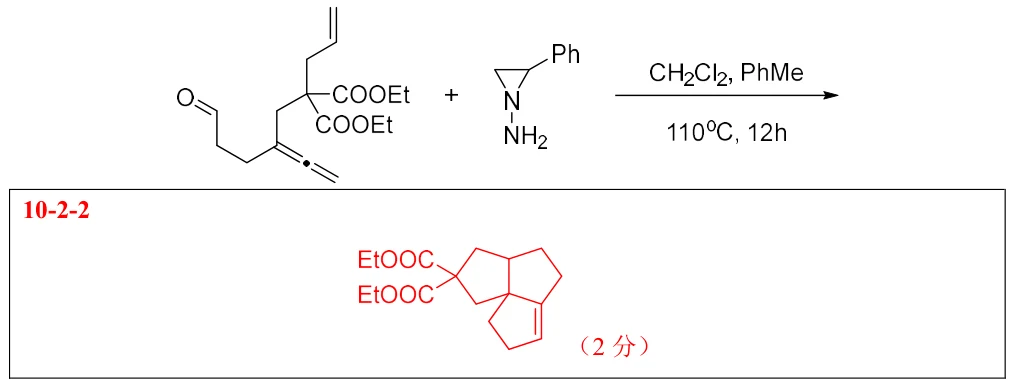 O
COOEt
COOEt
+
Ph
N
NH2
CH2Cl2, PhMe
110°C, 12h
10-2-2
EtOOC
EtOOC
（2 分）